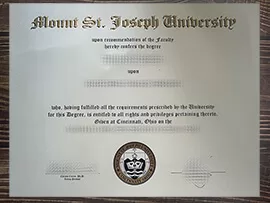 Mount St. Joseph University
upon recommendation of the Faculty
hereby confers the degree
upon
who, having fulfilled all the requirements prescribed by the University
for this Degree, is entitled to all rights and privileges pertaining thereto.
Given at Cincinnati, Ohio on the